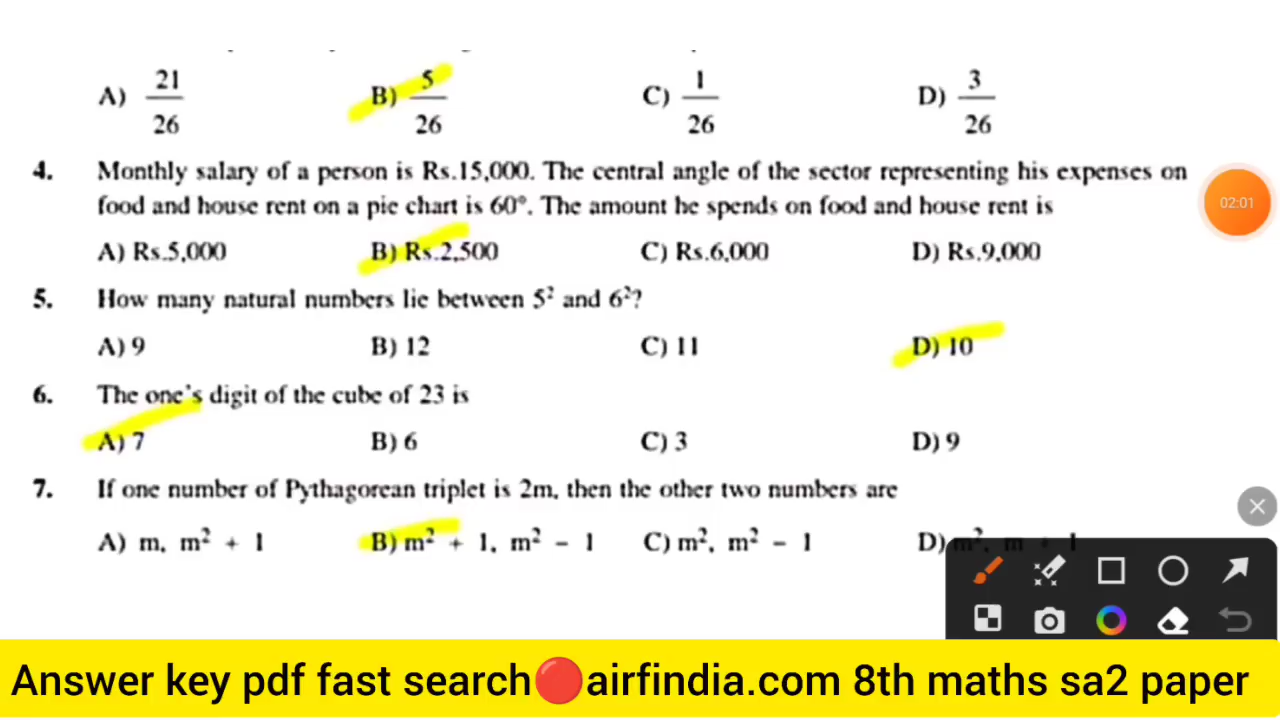 A) 21/26 B) 5/26 C) 1/26 D) 3/26
4. Monthly salary of a person is Rs.15,000. The central angle of the sector representing his expenses on
food and house rent on a pie chart is 60°. The amount he spends on food and house rent is
A) Rs.5,000 B) Rs.2,500 C) Rs.6,000 D) Rs.9,000
5. How many natural numbers lie between 5² and 6²?
A) 9 B) 12 C) 11 D) 10
6. The one's digit of the cube of 23 is
A) 7 B) 6 C) 3 D) 9
7. If one number of Pythagorean triplet is 2m, then the other two numbers are
A) m, m² + 1 B) m² + 1, m² - 1 C) m², m² - 1 D) m², m + 1
02:01
Answer key pdf fast search🔴airfindia.com 8th maths sa2 paper